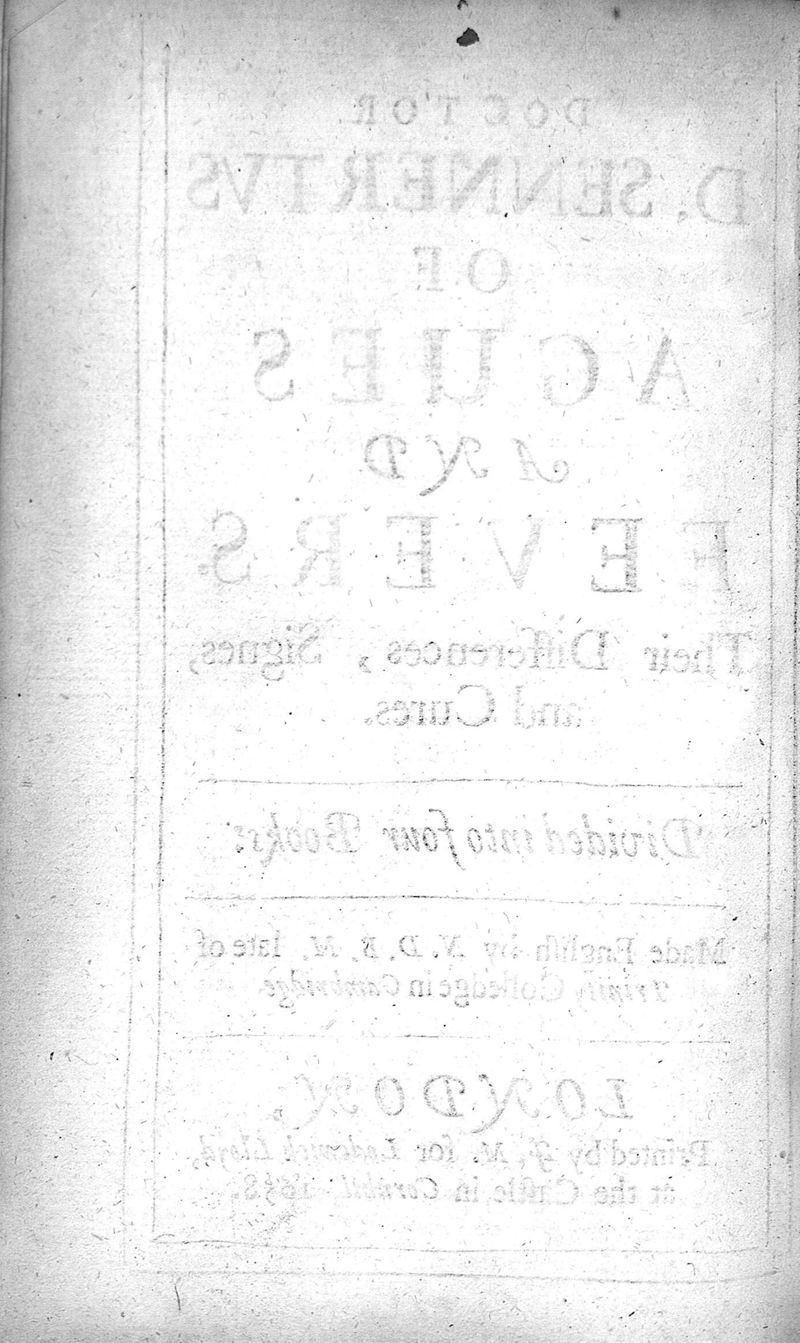 DOCTOR
D. SENNERTVS
OF
AGUES
AND
FEVERS.
Their Differences, Signes,
and Cures.
Divided into four Books:
Made English by N. D. B. M. late of
Trinity Colledge in Cambridge.
LONDON,
Printed by J. M. for Lodowick Lloyd,
at the Castle in Cornhil. 1658.